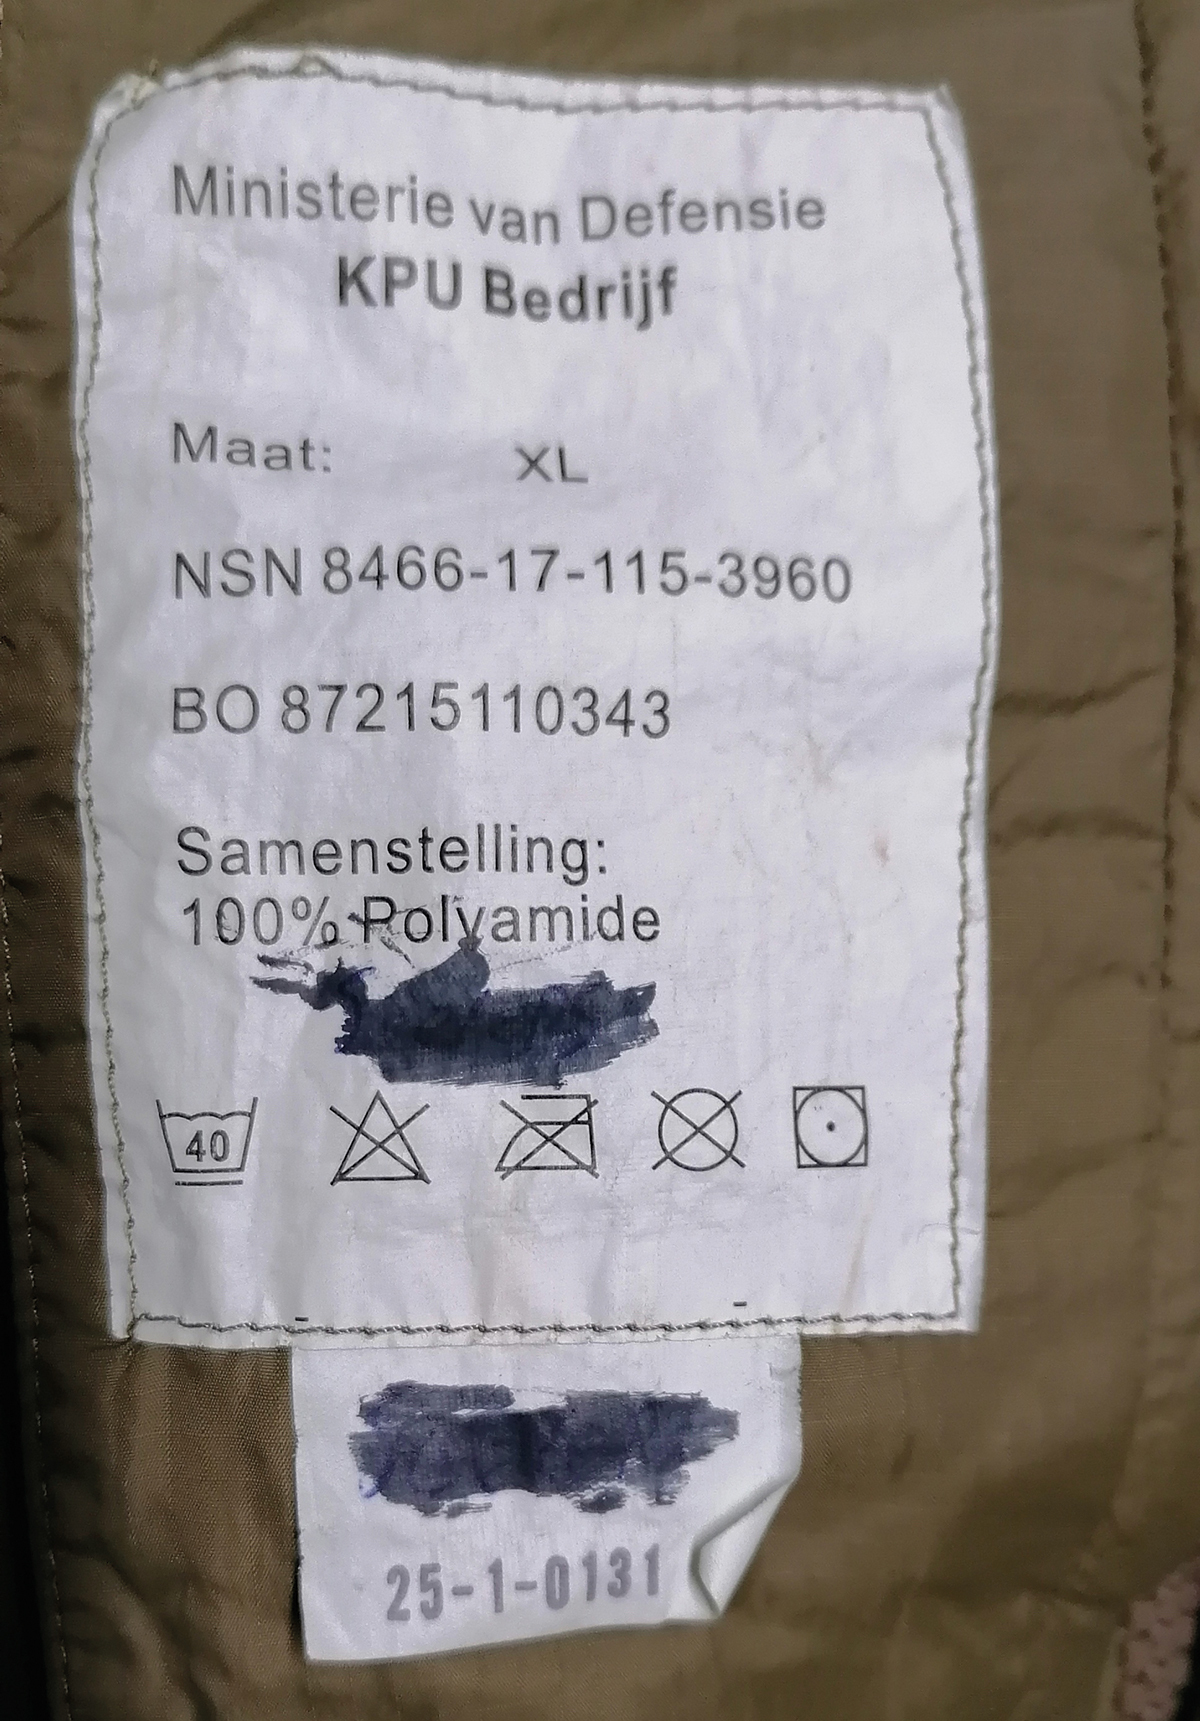 Ministerie van Defensie
KPU Bedrijf
Maat: XL
NSN 8466-17-115-3960
BO 87215110343
Samenstelling:
100% Polyamide
40
25-1-0131